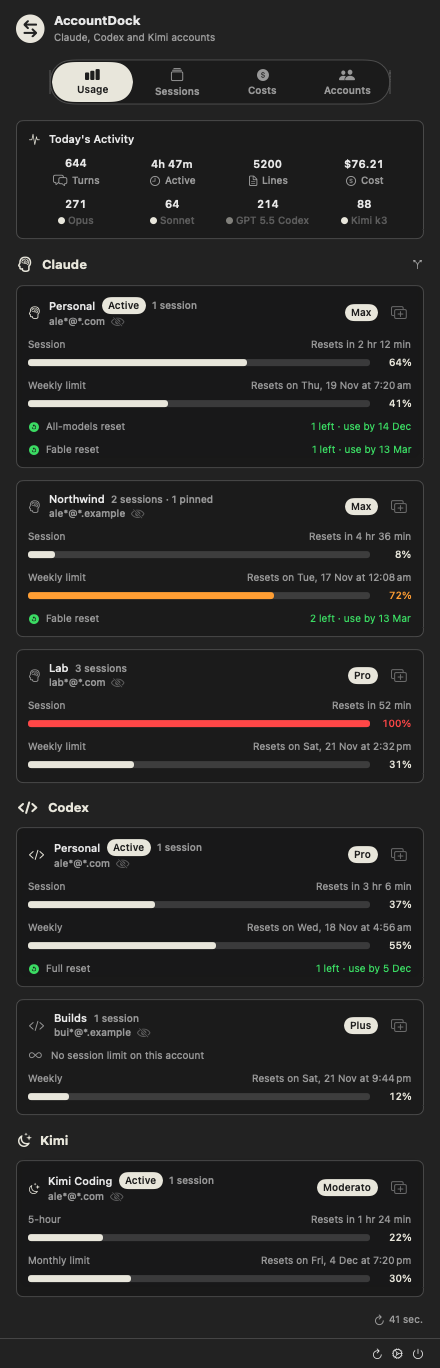 AccountDock
Claude, Codex and Kimi accounts
Usage
Sessions
Costs
Accounts
Today's Activity
644 4h 47m 5200 $76.21
Turns Active Lines Cost
271 64 214 88
Opus Sonnet GPT 5.5 Codex Kimi k3
Claude
Personal Active 1 session Max
ale*@*.com
Session Resets in 2 hr 12 min
64%
Weekly limit Resets on Thu, 19 Nov at 7:20 am
41%
All-models reset 1 left · use by 14 Dec
Fable reset 1 left · use by 13 Mar
Northwind 2 sessions · 1 pinned Max
ale*@*.example
Session Resets in 4 hr 36 min
8%
Weekly limit Resets on Tue, 17 Nov at 12:08 am
72%
Fable reset 2 left · use by 13 Mar
Lab 3 sessions Pro
lab*@*.com
Session Resets in 52 min
100%
Weekly limit Resets on Sat, 21 Nov at 2:32 pm
31%
Codex
Personal Active 1 session Pro
ale*@*.com
Session Resets in 3 hr 6 min
37%
Weekly Resets on Wed, 18 Nov at 4:56 am
55%
Full reset 1 left · use by 5 Dec
Builds 1 session Plus
bui*@*.example
No session limit on this account
Weekly Resets on Sat, 21 Nov at 9:44 pm
12%
Kimi
Kimi Coding Active 1 session Moderato
ale*@*.com
5-hour Resets in 1 hr 24 min
22%
Monthly limit Resets on Fri, 4 Dec at 7:20 pm
30%
41 sec.